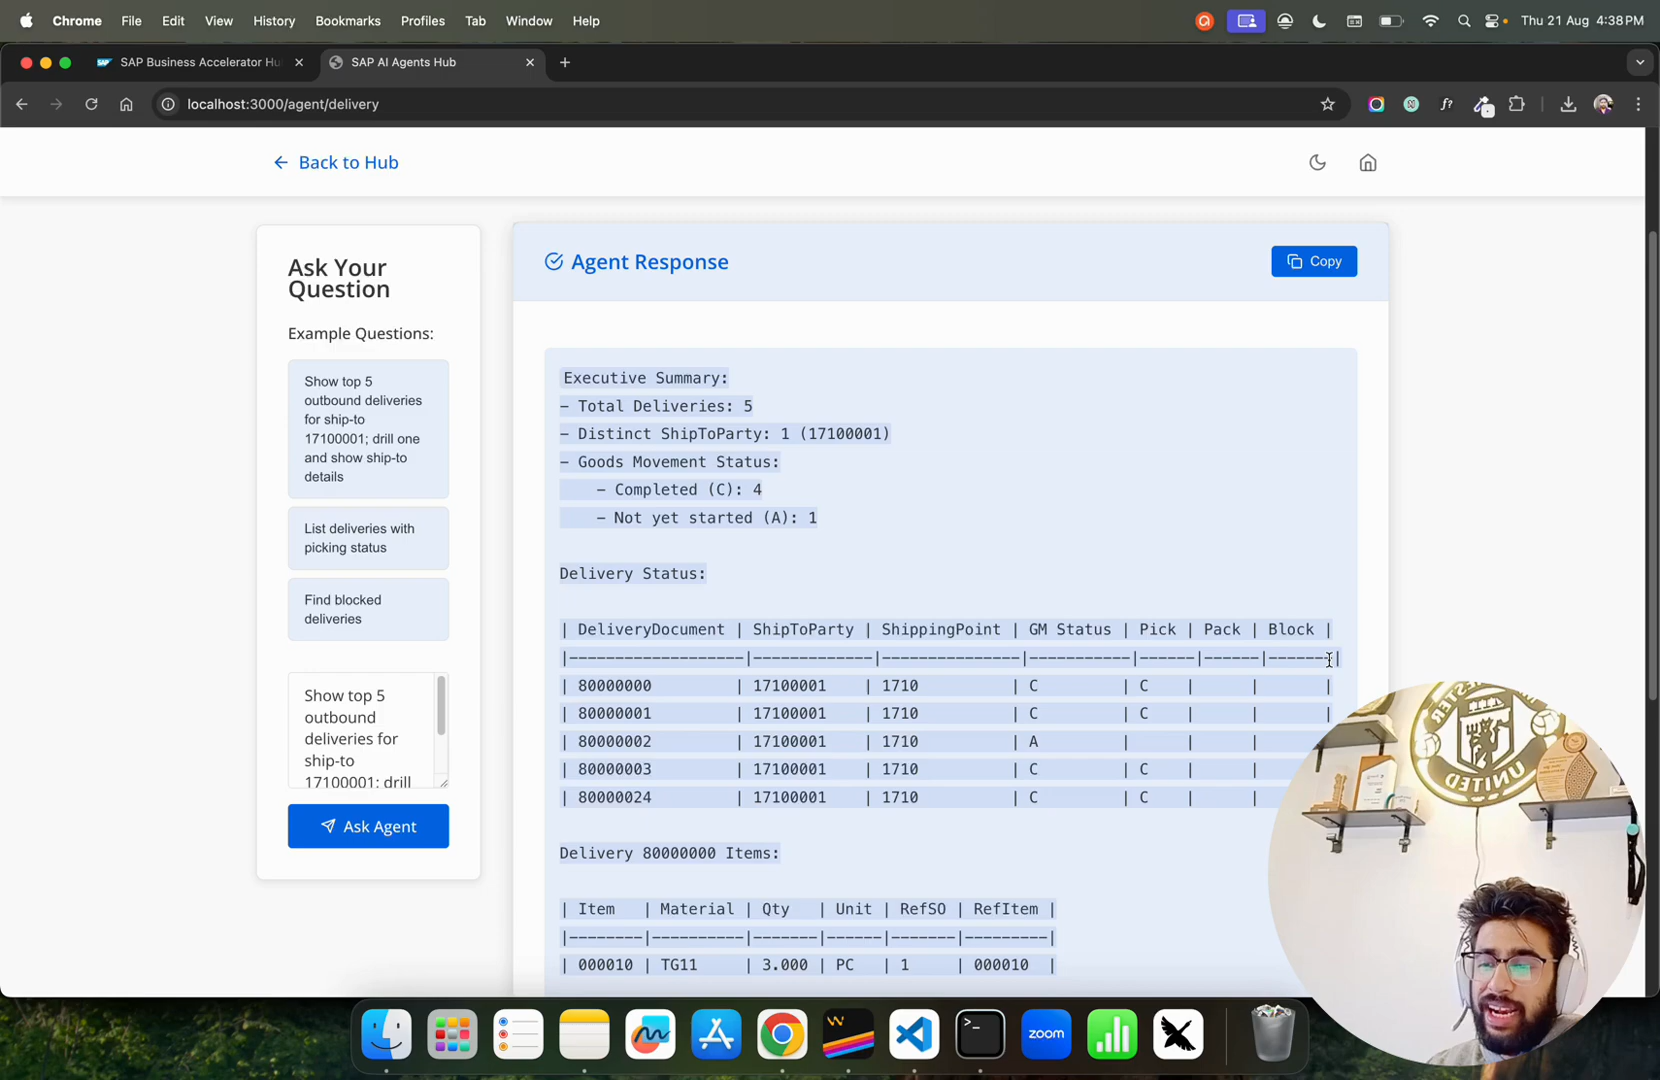 Chrome File Edit View History Bookmarks Profiles Tab Window Help Thu 21 Aug 4:38 PM
SAP Business Accelerator Hu
SAP AI Agents Hub
localhost:3000/agent/delivery
Back to Hub
Ask Your
Question
Example Questions:
Show top 5
outbound deliveries
for ship-to
17100001; drill one
and show ship-to
details
List deliveries with
picking status
Find blocked
deliveries
Show top 5
outbound
deliveries for
ship-to
17100001; drill
Ask Agent
Agent Response
Copy
Executive Summary:
- Total Deliveries: 5
- Distinct ShipToParty: 1 (17100001)
- Goods Movement Status:
- Completed (C): 4
- Not yet started (A): 1
Delivery Status:
| DeliveryDocument | ShipToParty | ShippingPoint | GM Status | Pick | Pack | Block |
|-------------------|-------------|---------------|-----------|------|------|-------|
| 80000000 | 17100001 | 1710 | C | C | | |
| 80000001 | 17100001 | 1710 | C | C | | |
| 80000002 | 17100001 | 1710 | A | | |
| 80000003 | 17100001 | 1710 | C | C | |
| 80000024 | 17100001 | 1710 | C | C | |
Delivery 80000000 Items:
| Item | Material | Qty | Unit | RefSO | RefItem |
|--------|----------|-------|------|-------|---------|
| 000010 | TG11 | 3.000 | PC | 1 | 000010 |
zoom
UNITED